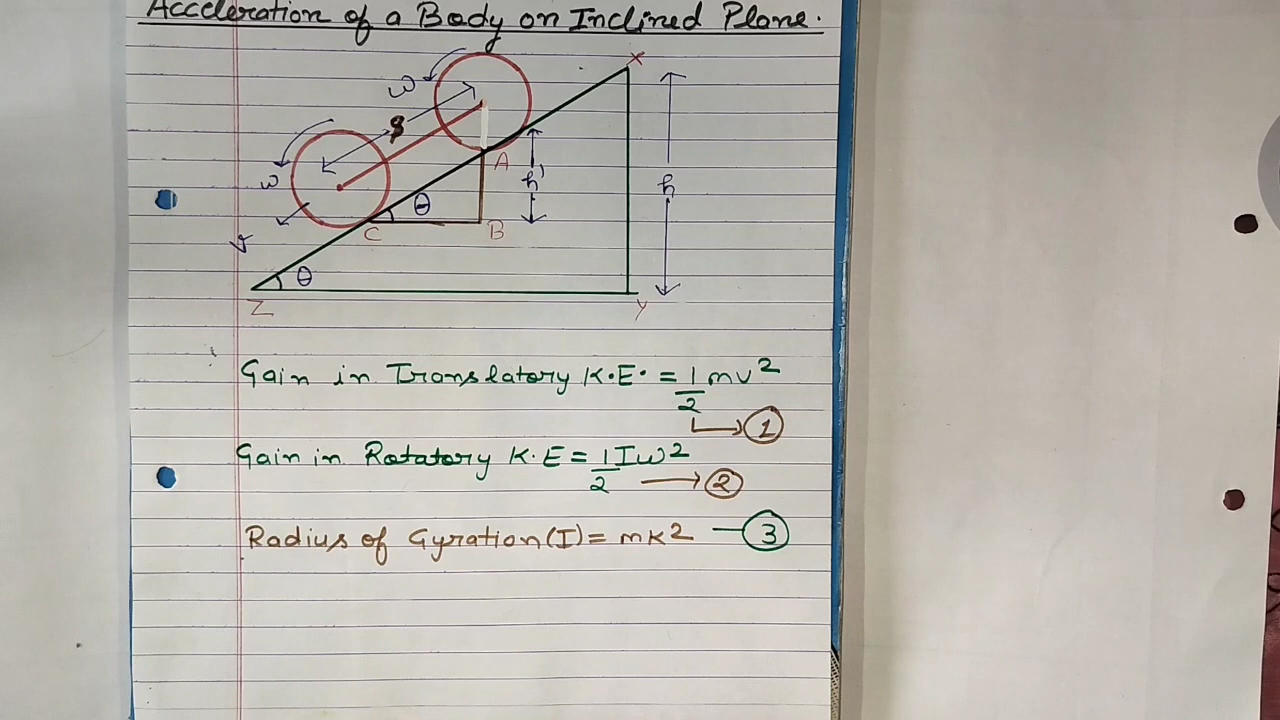 Acceleration of a Body on Inclined Plane.
X
ω
S
A
h'
h
ω
θ
C
B
v
θ
Z
Y
Gain in Translatory K.E. = 1/2 mv²
→ 1
Gain in Rotatory K.E = 1/2 Iω²
→ 2
Radius of Gyration (I) = mK² — 3